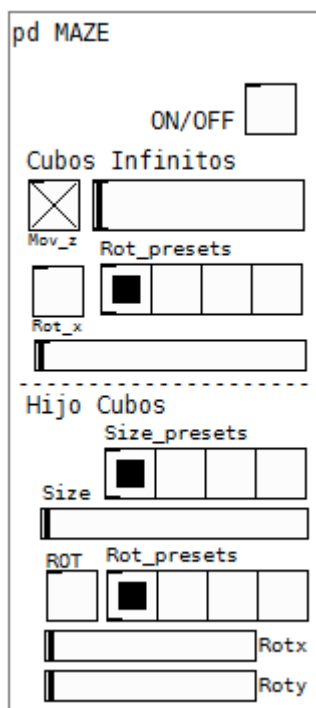 pd MAZE
ON/OFF
Cubos Infinitos
Mov_z
Rot_presets
Rot_x
Hijo Cubos
Size_presets
Size
ROT
Rot_presets
Rotx
Roty